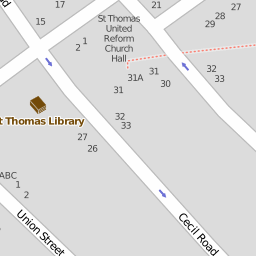 15
17
2
1
St Thomas
United
Reform
Church
Hall
27
28
29
31A
31
31
30
32
33
32
33
t Thomas Library
27
26
ABC
1
2
Union Street
Cecil Road